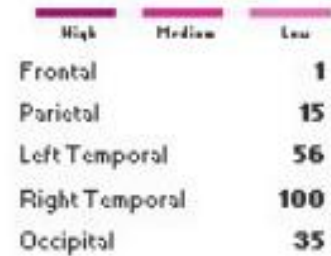 High Medium Low
Frontal 1
Parietal 15
Left Temporal 56
Right Temporal 100
Occipital 35